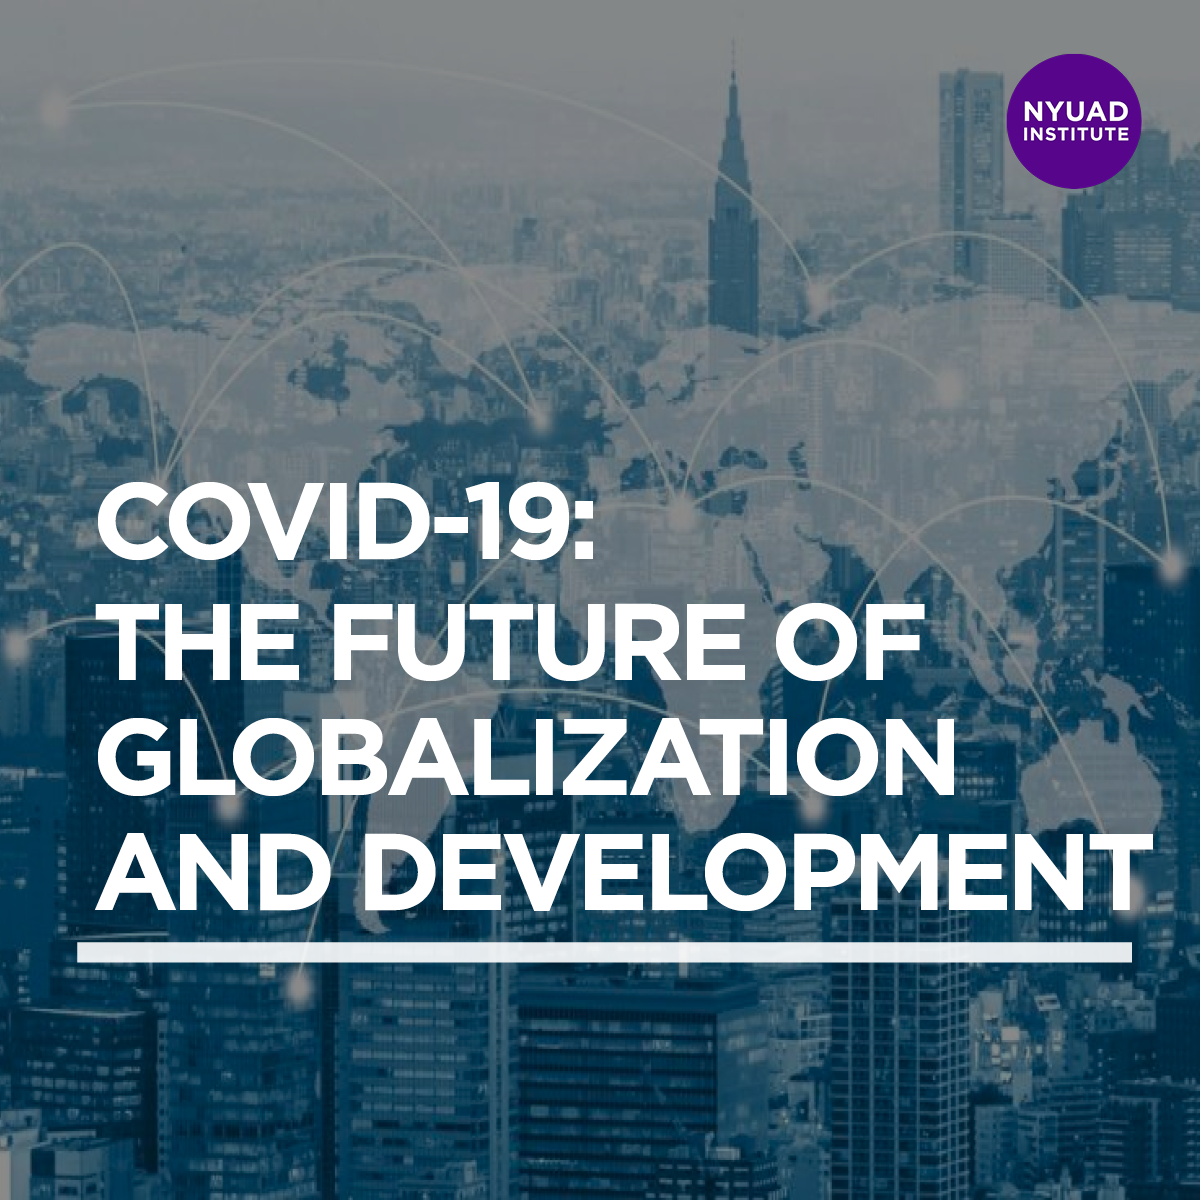 NYUAD
INSTITUTE
COVID-19:
THE FUTURE OF
GLOBALIZATION
AND DEVELOPMENT